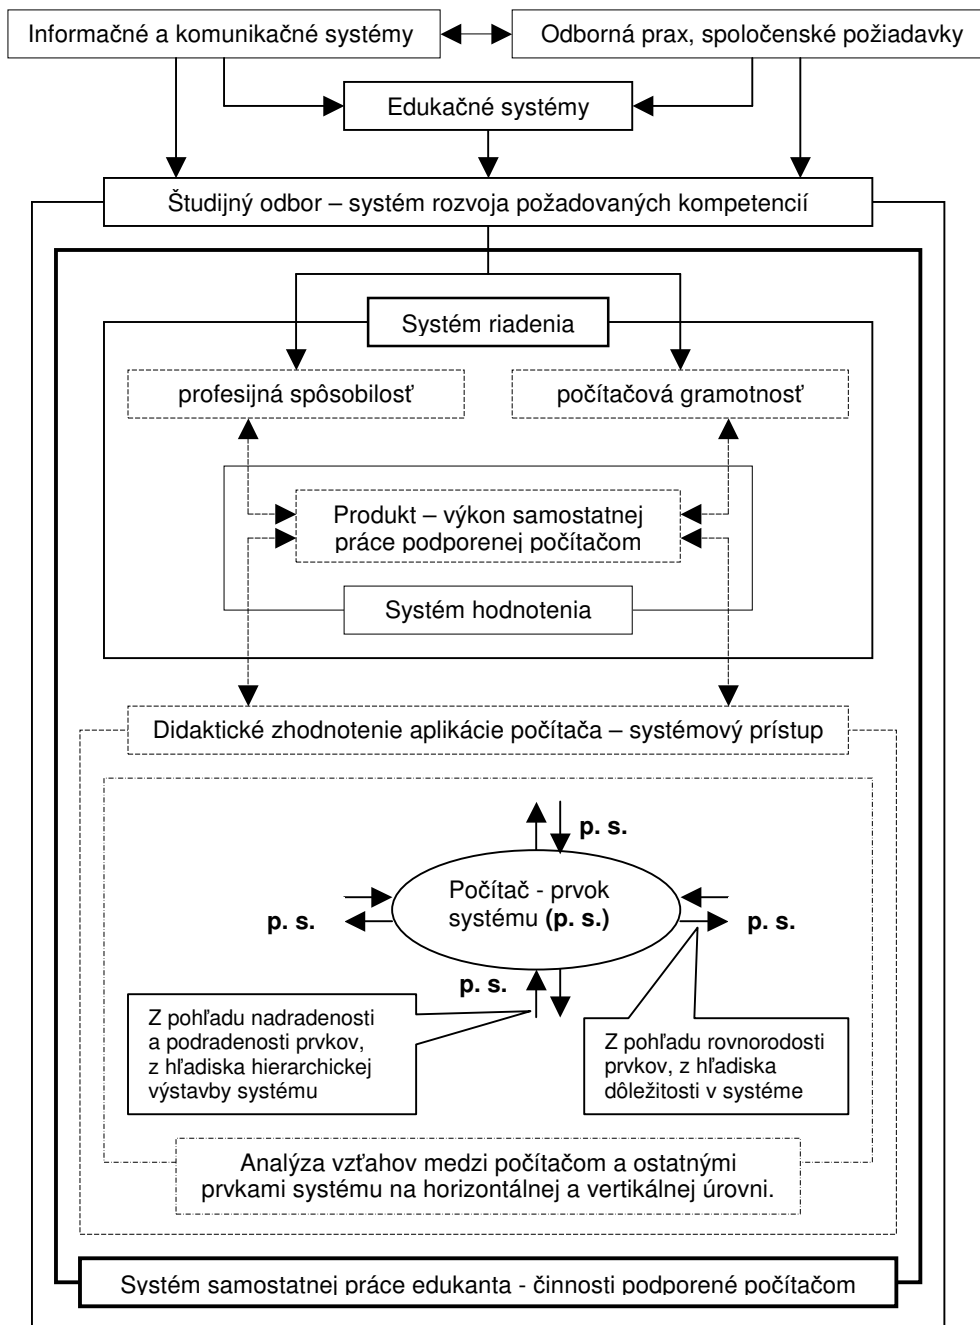 Informačné a komunikačné systémy
Odborná prax, spoločenské požiadavky
Edukačné systémy
Študijný odbor – systém rozvoja požadovaných kompetencií
Systém riadenia
profesijná spôsobilosť
počítačová gramotnosť
Produkt – výkon samostatnej
práce podporenej počítačom
Systém hodnotenia
Didaktické zhodnotenie aplikácie počítača – systémový prístup
p. s.
Počítač - prvok
systému (p. s.)
p. s.
p. s.
p. s.
Z pohľadu nadradenosti
a podradenosti prvkov,
z hľadiska hierarchickej
výstavby systému
Z pohľadu rovnorodosti
prvkov, z hľadiska
dôležitosti v systéme
Analýza vzťahov medzi počítačom a ostatnými
prvkami systému na horizontálnej a vertikálnej úrovni.
Systém samostatnej práce edukanta - činnosti podporené počítačom